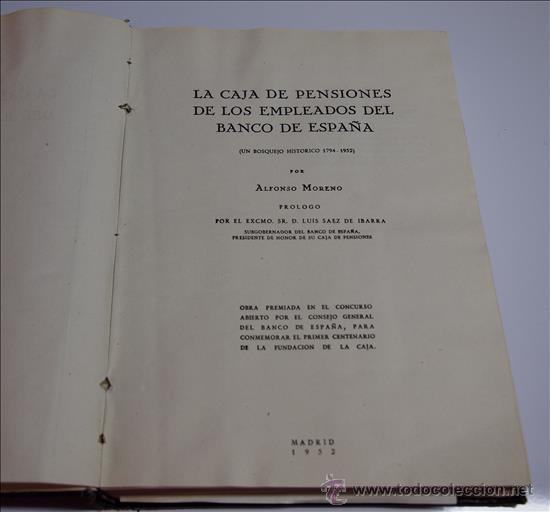 LA CAJA DE PENSIONES
DE LOS EMPLEADOS DEL
BANCO DE ESPAÑA
(UN BOSQUEJO HISTORICO 1794-1952)
POR
ALFONSO MORENO
PROLOGO
POR EL EXCMO. SR. D. LUIS SAEZ DE IBARRA
SUBGOBERNADOR DEL BANCO DE ESPAÑA,
PRESIDENTE DE HONOR DE SU CAJA DE PENSIONES
OBRA PREMIADA EN EL CONCURSO
ABIERTO POR EL CONSEJO GENERAL
DEL BANCO DE ESPAÑA, PARA
CONMEMORAR EL PRIMER CENTENARIO
DE LA FUNDACION DE LA CAJA.
MADRID
1952
www.todocoleccion.net